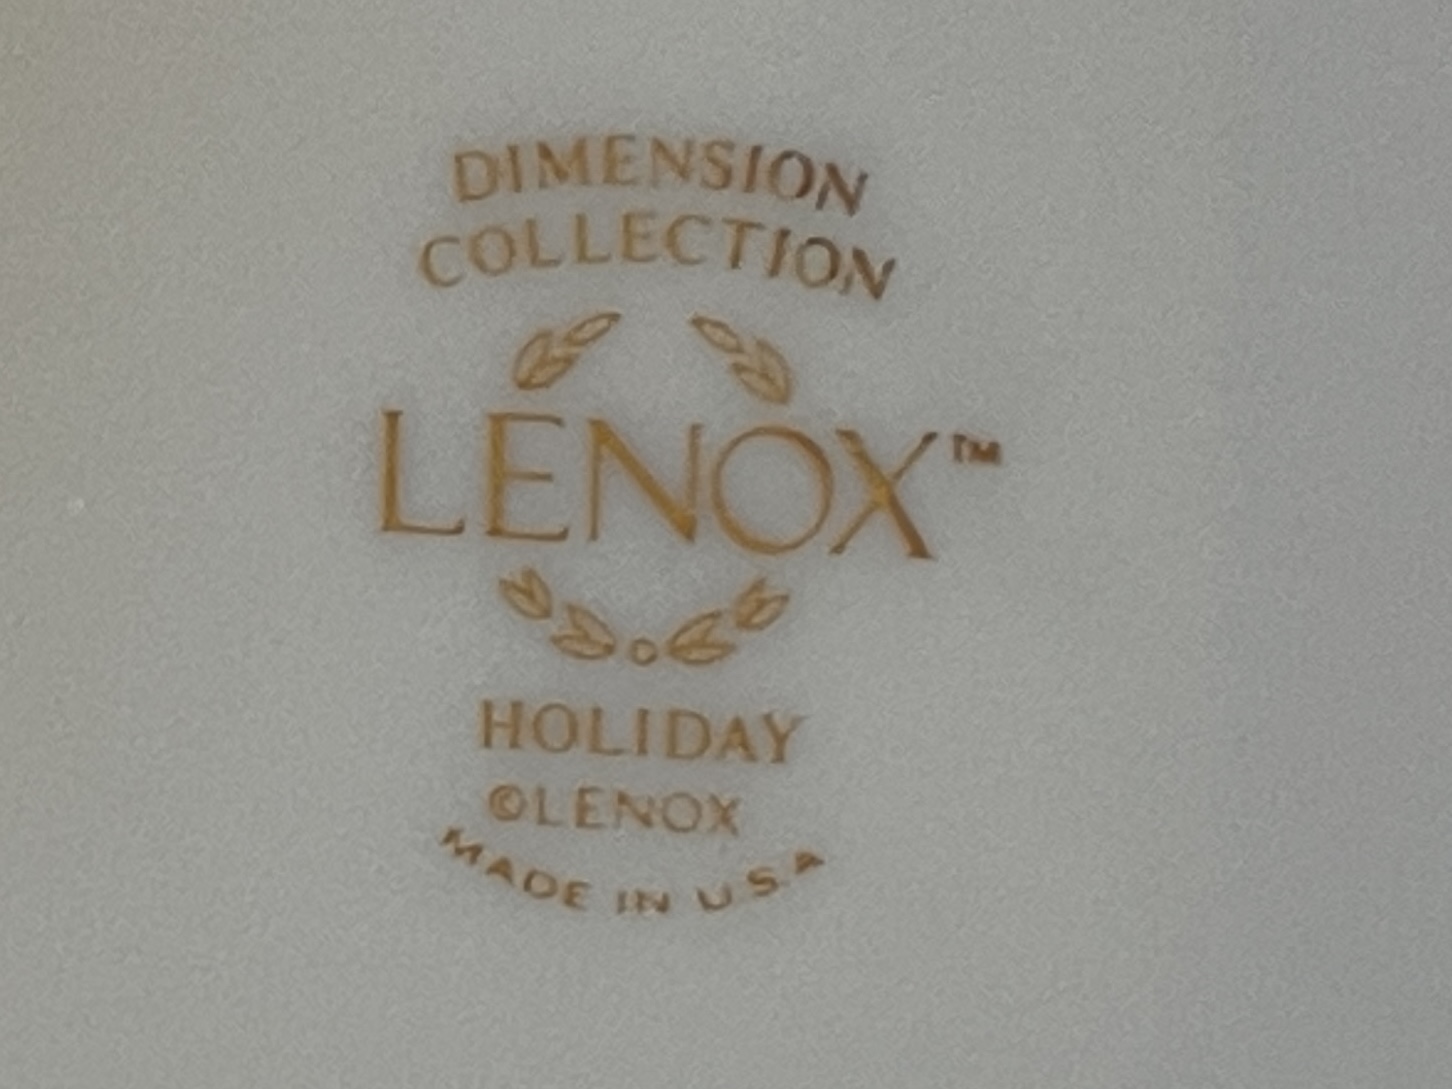 DIMENSION
COLLECTION
LENOX™
HOLIDAY
©LENOX
MADE IN U.S.A